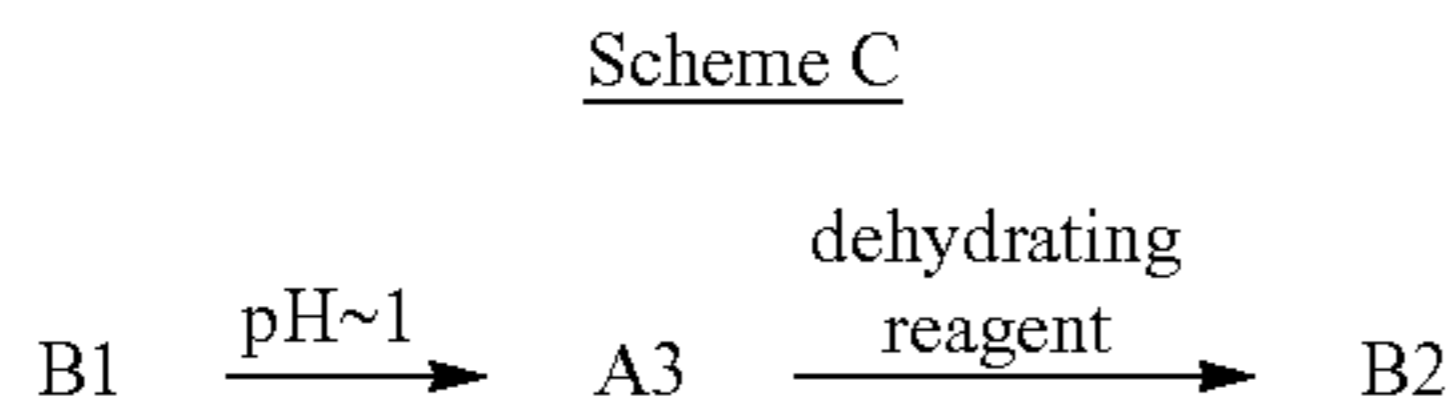 Scheme C
dehydrating
pH~1
reagent
B1
A3
B2